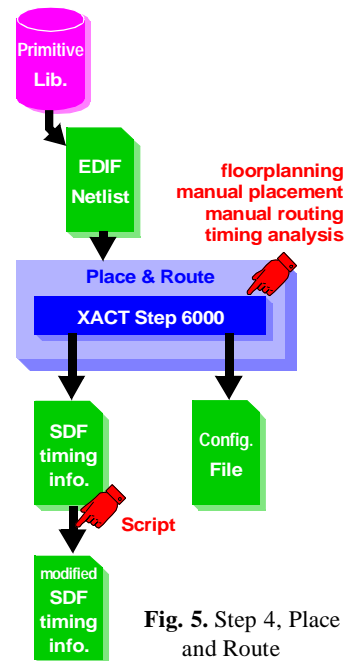 Primitive
Lib.
EDIF
Netlist
floorplanning
manual placement
manual routing
timing analysis
Place & Route
XACT Step 6000
SDF
timing
info.
Config.
File
Script
modified
SDF
timing
info.
Fig. 5. Step 4, Place
and Route